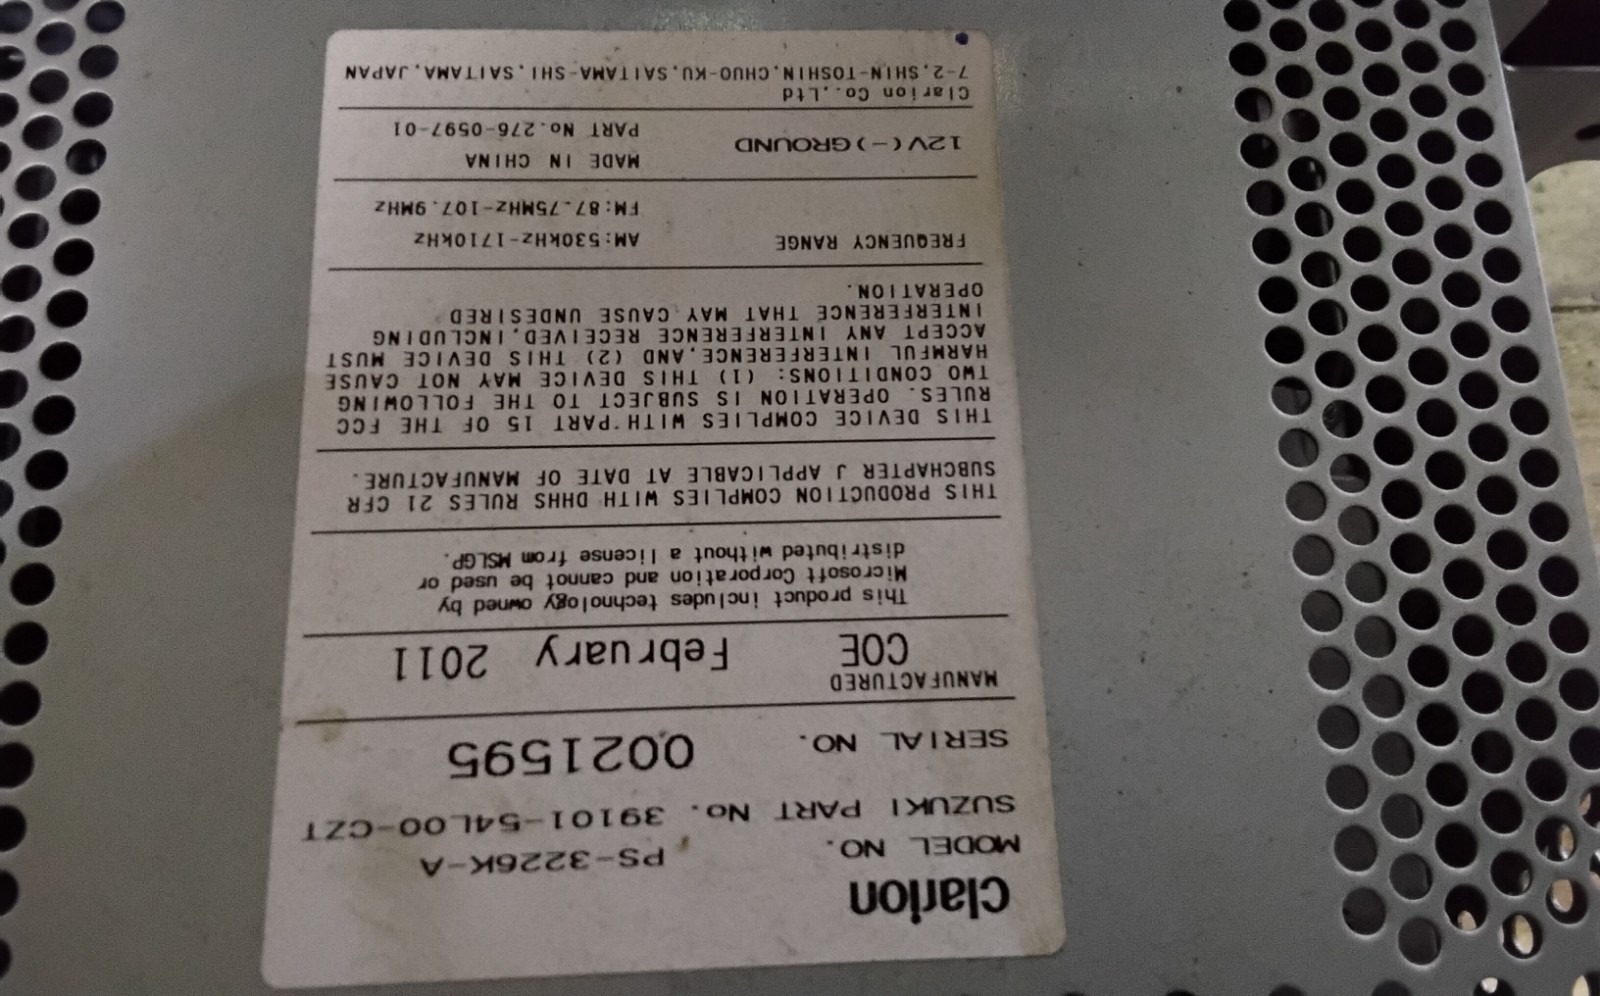 Clarion
MODEL NO. PS-3226K-A
SUZUKI PART No. 39101-54L00-CZT
SERIAL NO. 0021595
MANUFACTURED
COE February 2011
This product includes technology owned by
Microsoft Corporation and cannot be used or
distributed without a license from MSLGP.
THIS PRODUCTION COMPLIES WITH DHHS RULES 21 CFR
SUBCHAPTER J APPLICABLE AT DATE OF MANUFACTURE.
THIS DEVICE COMPLIES WITH PART 15 OF THE FCC
RULES. OPERATION IS SUBJECT TO THE FOLLOWING
TWO CONDITIONS: (1) THIS DEVICE MAY NOT CAUSE
HARMFUL INTERFERENCE,AND (2) THIS DEVICE MUST
ACCEPT ANY INTERFERENCE RECEIVED,INCLUDING
INTERFERENCE THAT MAY CAUSE UNDESIRED
OPERATION.
FREQUENCY RANGE AM:530kHz-1710kHz
FM:87.75MHz-107.9MHz
12V(-)GROUND MADE IN CHINA
PART No.276-0597-01
Clarion Co.,Ltd
7-2,SHIN-TOSHIN,CHUO-KU,SAITAMA-SHI,SAITAMA,JAPAN